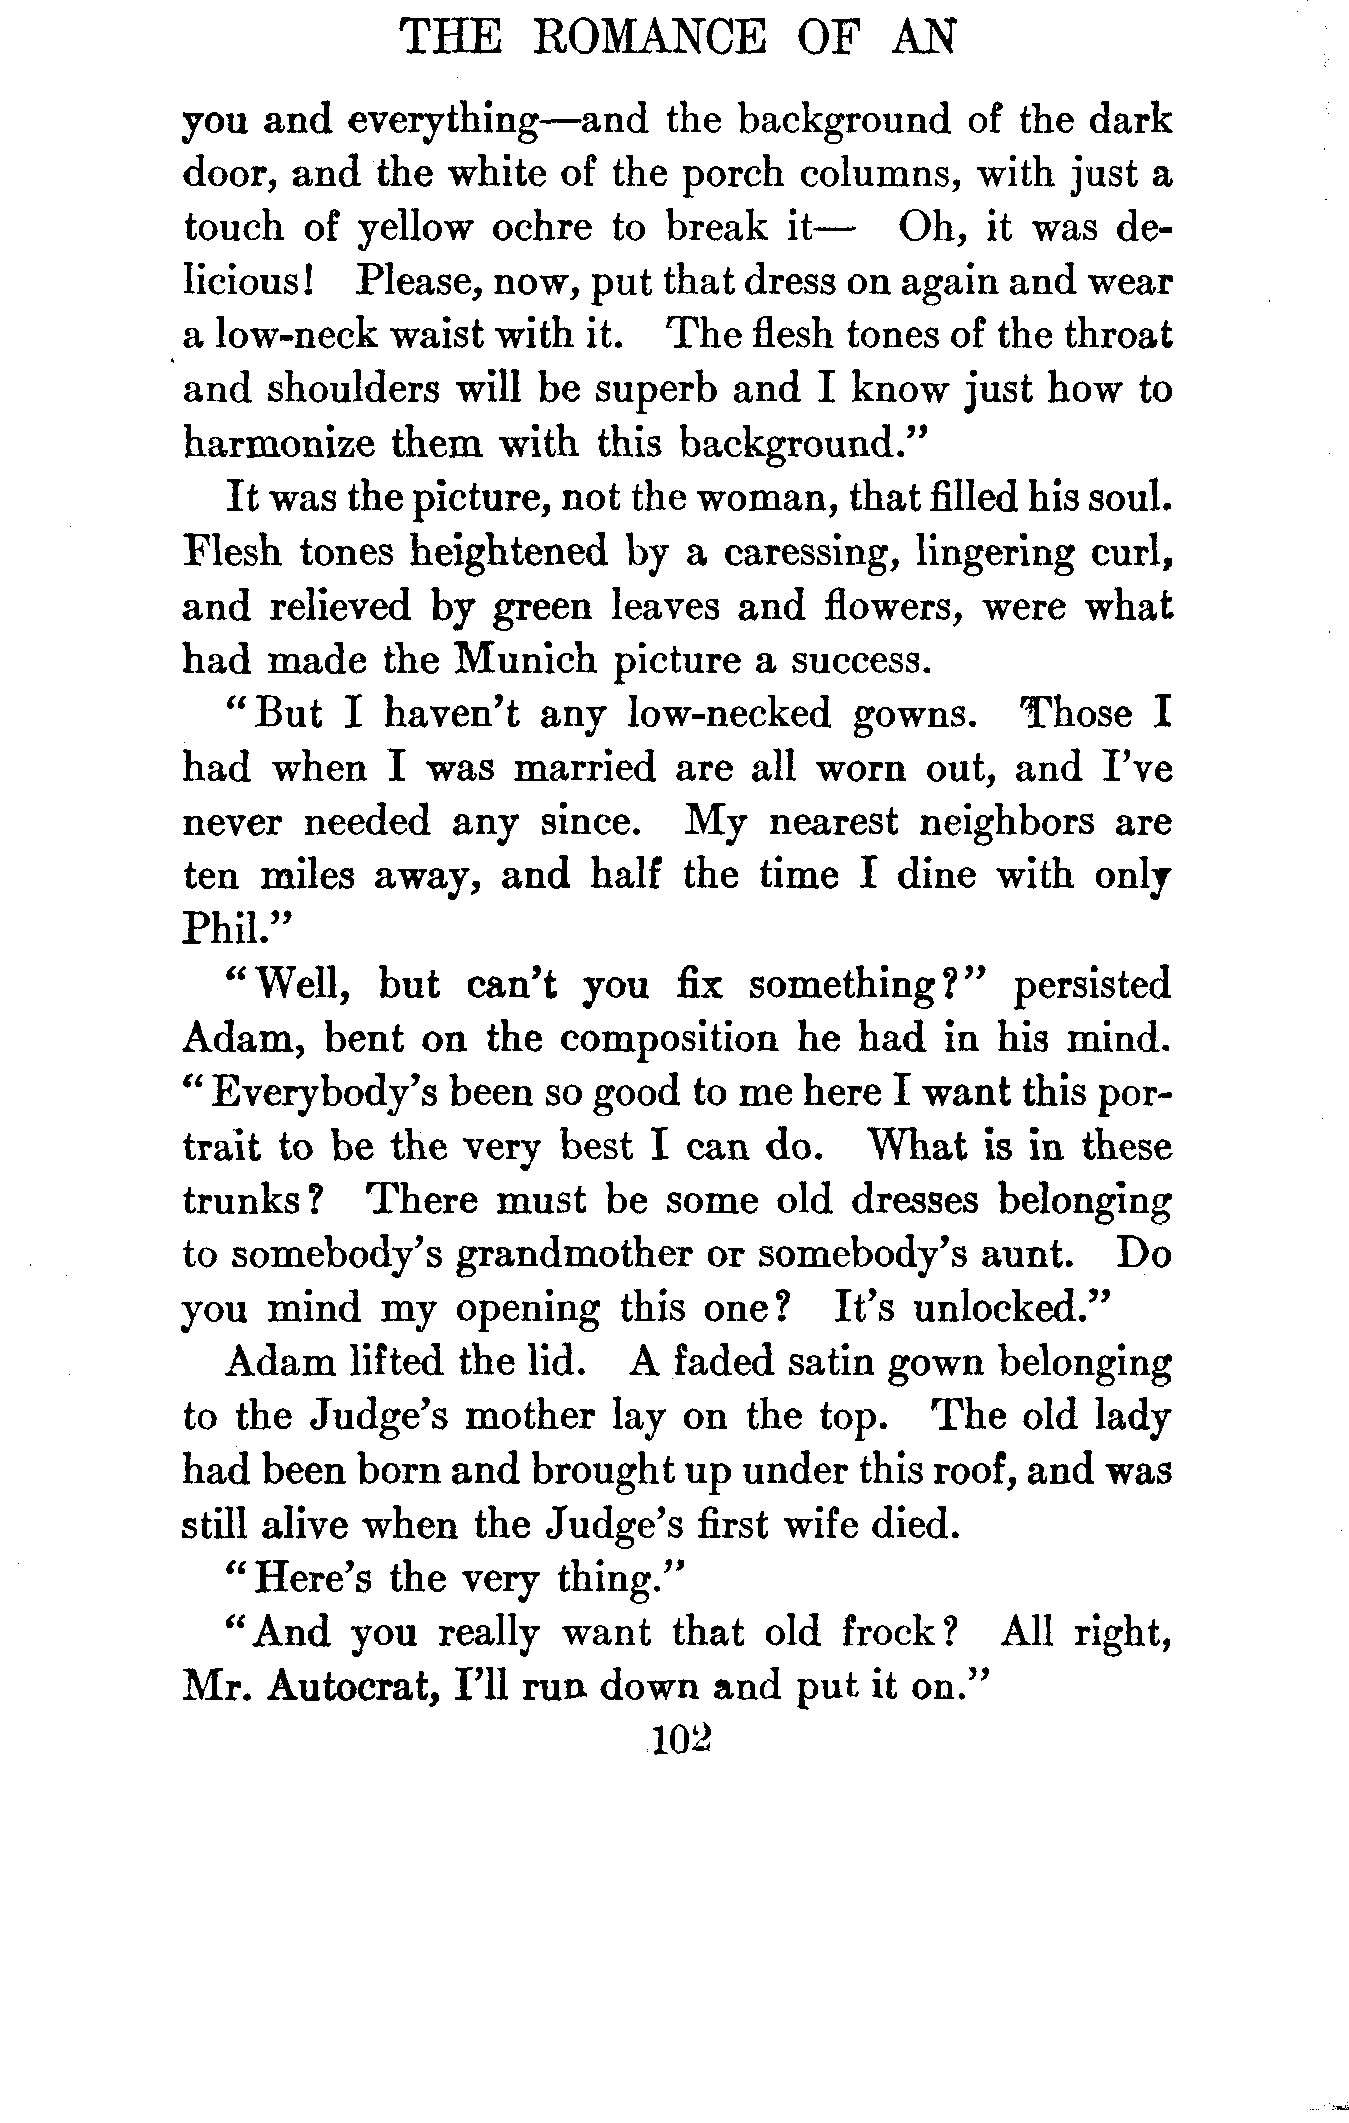 THE ROMANCE OF AN
you and everything—and the background of the dark
door, and the white of the porch columns, with just a
touch of yellow ochre to break it— Oh, it was de-
licious! Please, now, put that dress on again and wear
a low-neck waist with it. The flesh tones of the throat
and shoulders will be superb and I know just how to
harmonize them with this background."
It was the picture, not the woman, that filled his soul.
Flesh tones heightened by a caressing, lingering curl,
and relieved by green leaves and flowers, were what
had made the Munich picture a success.
"But I haven't any low-necked gowns. Those I
had when I was married are all worn out, and I've
never needed any since. My nearest neighbors are
ten miles away, and half the time I dine with only
Phil."
"Well, but can't you fix something?" persisted
Adam, bent on the composition he had in his mind.
"Everybody's been so good to me here I want this por-
trait to be the very best I can do. What is in these
trunks? There must be some old dresses belonging
to somebody's grandmother or somebody's aunt. Do
you mind my opening this one? It's unlocked."
Adam lifted the lid. A faded satin gown belonging
to the Judge's mother lay on the top. The old lady
had been born and brought up under this roof, and was
still alive when the Judge's first wife died.
"Here's the very thing."
"And you really want that old frock? All right,
Mr. Autocrat, I'll run down and put it on."
102